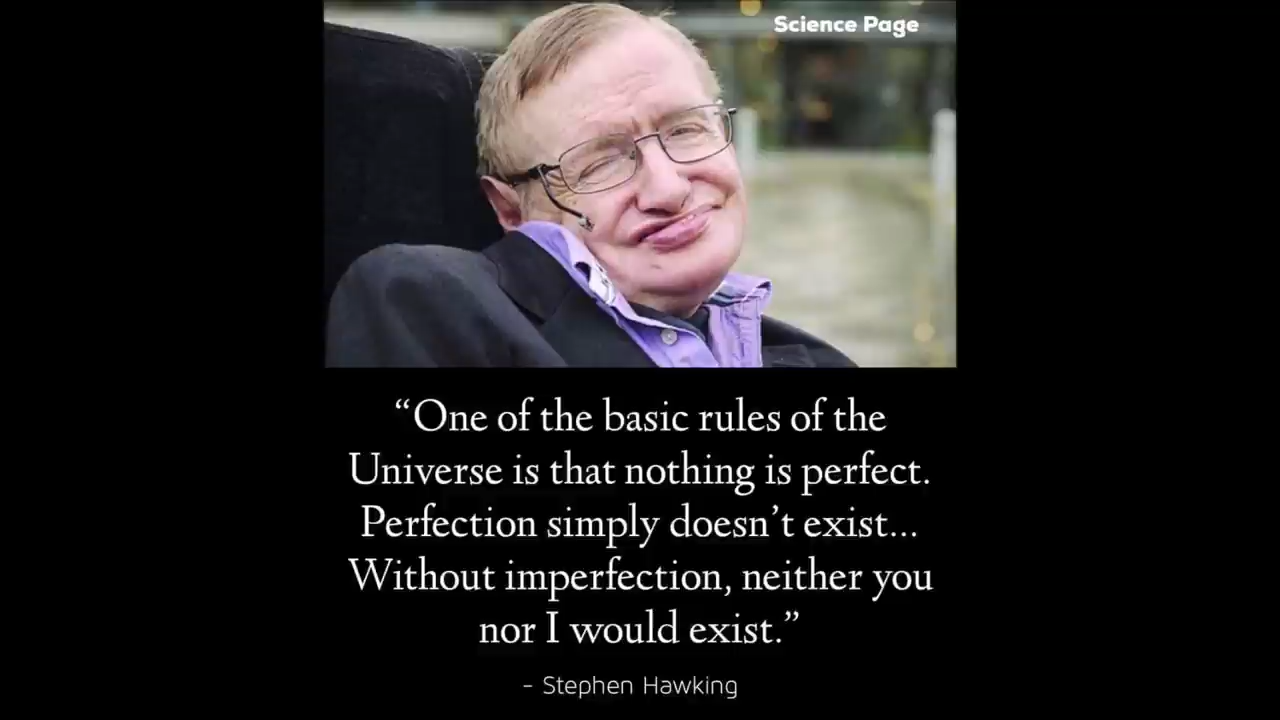 Science Page
“One of the basic rules of the
Universe is that nothing is perfect.
Perfection simply doesn’t exist...
Without imperfection, neither you
nor I would exist.”
- Stephen Hawking